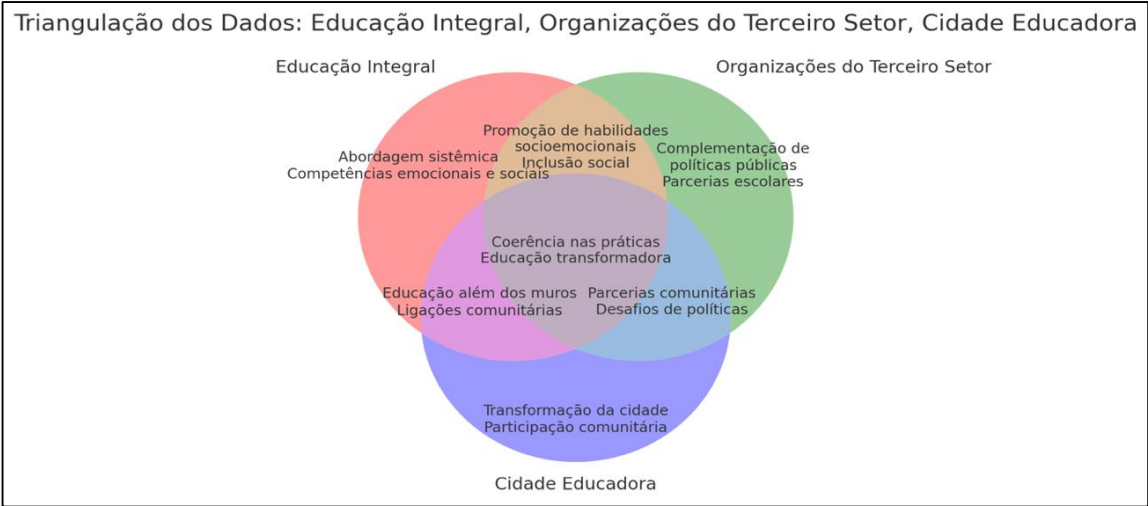 Triangulação dos Dados: Educação Integral, Organizações do Terceiro Setor, Cidade Educadora
Educação Integral
Organizações do Terceiro Setor
Abordagem sistêmica
Competências emocionais e sociais
Promoção de habilidades
socioemocionais
Inclusão social
Complementação de
políticas públicas
Parcerias escolares
Coerência nas práticas
Educação transformadora
Educação além dos muros
Ligações comunitárias
Parcerias comunitárias
Desafios de políticas
Transformação da cidade
Participação comunitária
Cidade Educadora